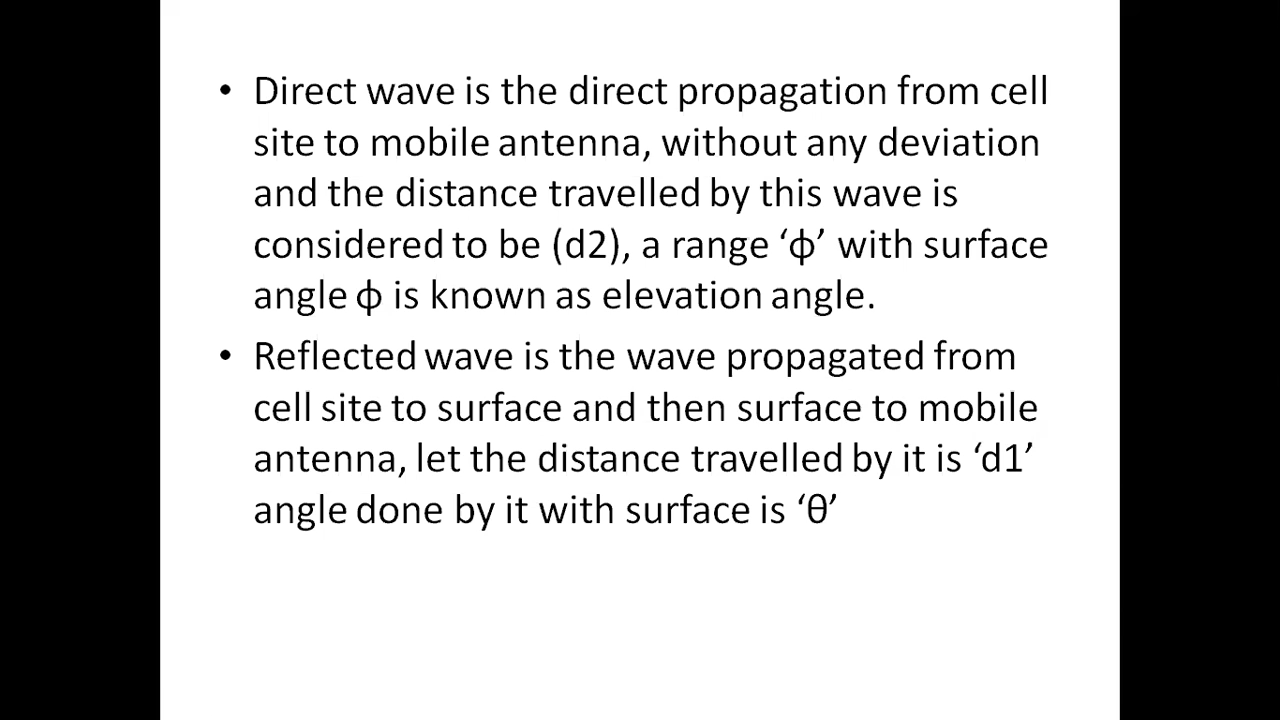 • Direct wave is the direct propagation from cell
site to mobile antenna, without any deviation
and the distance travelled by this wave is
considered to be (d2), a range ‘ф’ with surface
angle ф is known as elevation angle.
• Reflected wave is the wave propagated from
cell site to surface and then surface to mobile
antenna, let the distance travelled by it is ‘d1’
angle done by it with surface is ‘θ’